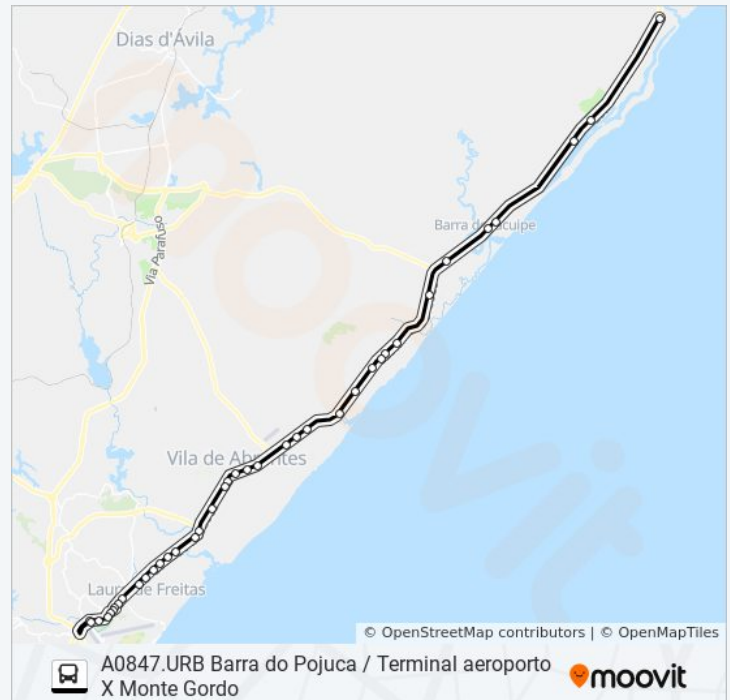 Dias d'Ávila
Via Parafuso
Barra do Jacuípe
Vila de Abrantes
Lauro de Freitas
moovit
© OpenStreetMap contributors | © OpenMapTiles
A0847.URB Barra do Pojuca / Terminal aeroporto
X Monte Gordo
moovit